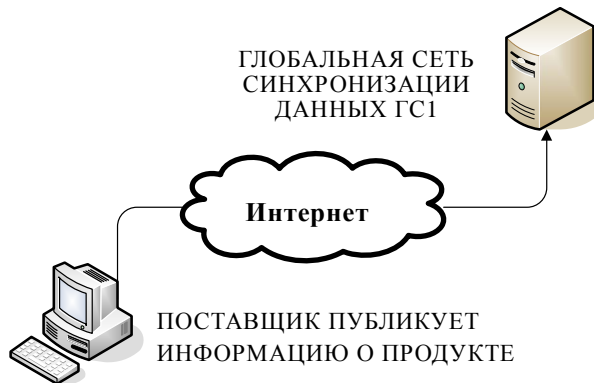 ГЛОБАЛЬНАЯ СЕТЬ
СИНХРОНИЗАЦИИ
ДАННЫХ ГС1
Интернет
ПОСТАВЩИК ПУБЛИКУЕТ
ИНФОРМАЦИЮ О ПРОДУКТЕ